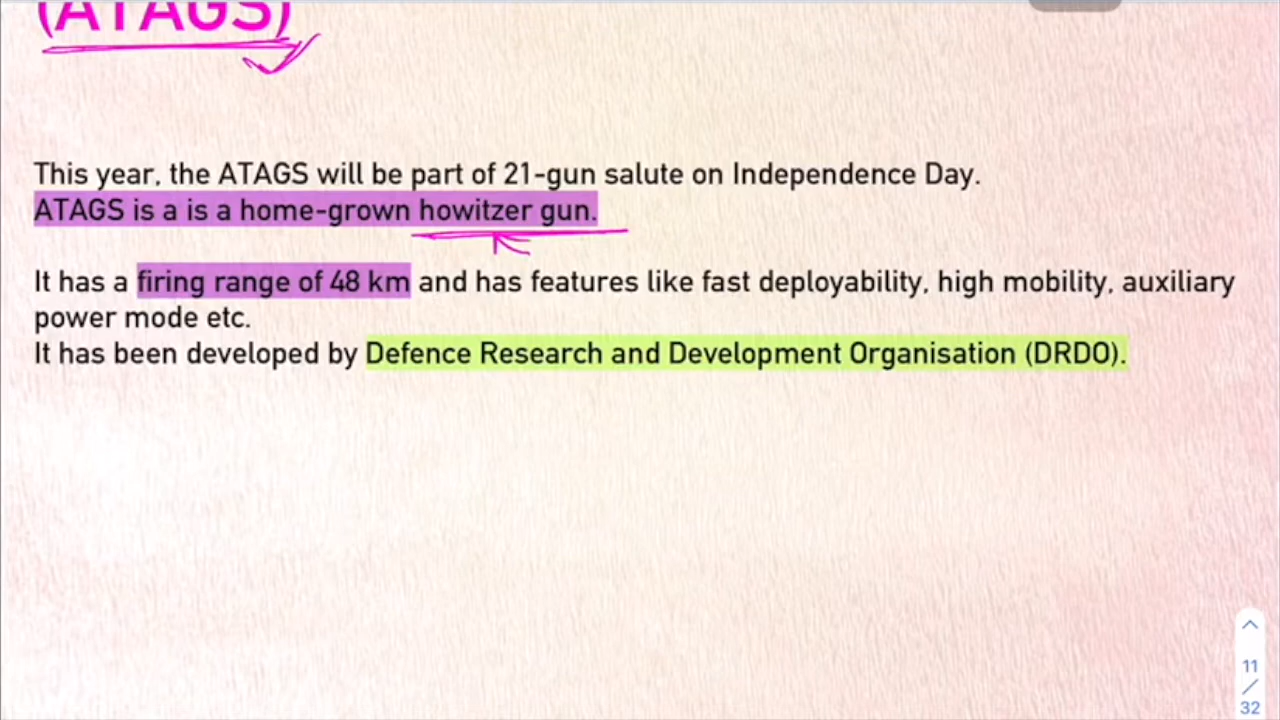 (ATAGS)
This year, the ATAGS will be part of 21-gun salute on Independence Day.
ATAGS is a is a home-grown howitzer gun.
It has a firing range of 48 km and has features like fast deployability, high mobility, auxiliary
power mode etc.
It has been developed by Defence Research and Development Organisation (DRDO).
11
/
32